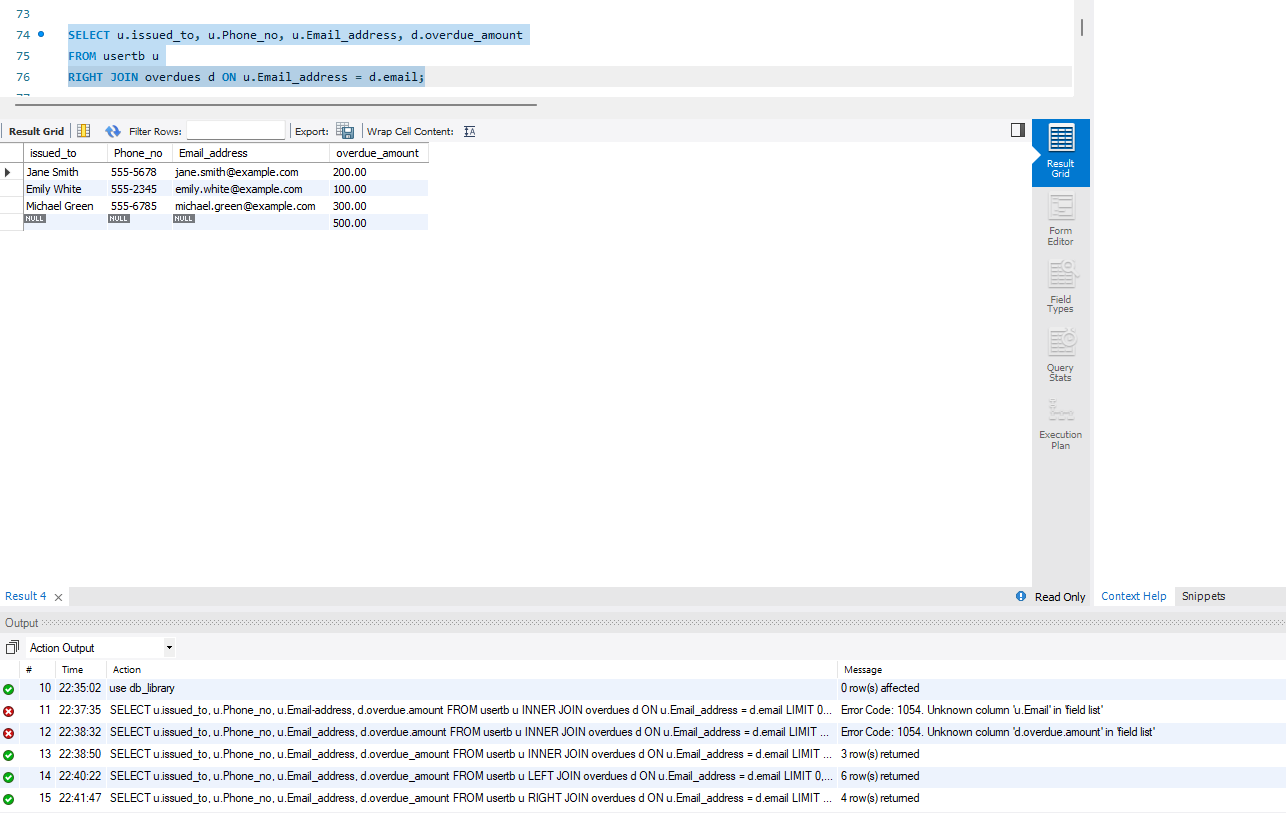 73
74 SELECT u.issued_to, u.Phone_no, u.Email_address, d.overdue_amount
75 FROM usertb u
76 RIGHT JOIN overdues d ON u.Email_address = d.email;
Result Grid Filter Rows: Export: Wrap Cell Content:
issued_to Phone_no Email_address overdue_amount
Jane Smith 555-5678 jane.smith@example.com 200.00
Emily White 555-2345 emily.white@example.com 100.00
Michael Green 555-6785 michael.green@example.com 300.00
NULL NULL NULL 500.00
Result
Grid
Form
Editor
Field
Types
Query
Stats
Execution
Plan
Result 4 Read Only Context Help Snippets
Output
Action Output
# Time Action Message
10 22:35:02 use db_library 0 row(s) affected
11 22:37:35 SELECT u.issued_to, u.Phone_no, u.Email-address, d.overdue.amount FROM usertb u INNER JOIN overdues d ON u.Email_address = d.email LIMIT 0... Error Code: 1054. Unknown column 'u.Email' in 'field list'
12 22:38:32 SELECT u.issued_to, u.Phone_no, u.Email_address, d.overdue.amount FROM usertb u INNER JOIN overdues d ON u.Email_address = d.email LIMIT ... Error Code: 1054. Unknown column 'd.overdue.amount' in 'field list'
13 22:38:50 SELECT u.issued_to, u.Phone_no, u.Email_address, d.overdue_amount FROM usertb u INNER JOIN overdues d ON u.Email_address = d.email LIMIT ... 3 row(s) returned
14 22:40:22 SELECT u.issued_to, u.Phone_no, u.Email_address, d.overdue_amount FROM usertb u LEFT JOIN overdues d ON u.Email_address = d.email LIMIT 0,... 6 row(s) returned
15 22:41:47 SELECT u.issued_to, u.Phone_no, u.Email_address, d.overdue_amount FROM usertb u RIGHT JOIN overdues d ON u.Email_address = d.email LIMIT ... 4 row(s) returned